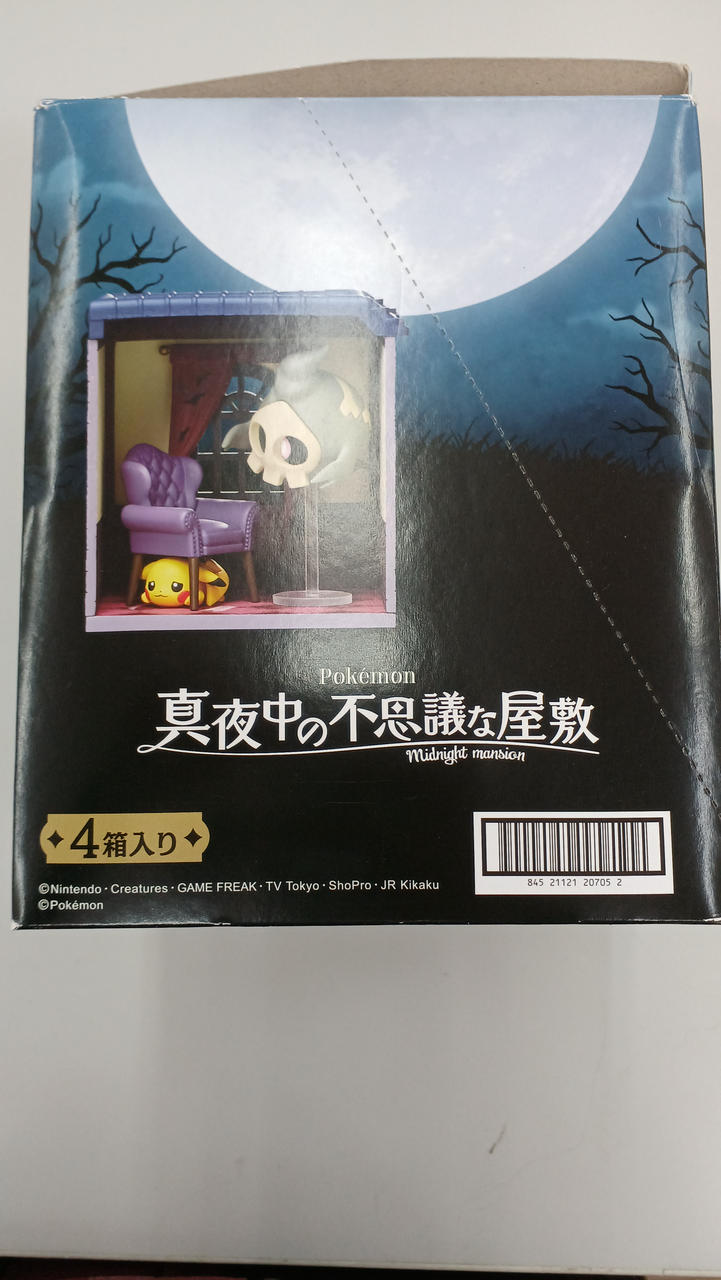 Pokémon
真夜中の不思議な屋敷
Midnight mansion
4箱入り
845 21121 20705 2
©Nintendo・Creatures・GAME FREAK・TV Tokyo・ShoPro・JR Kikaku
©Pokémon